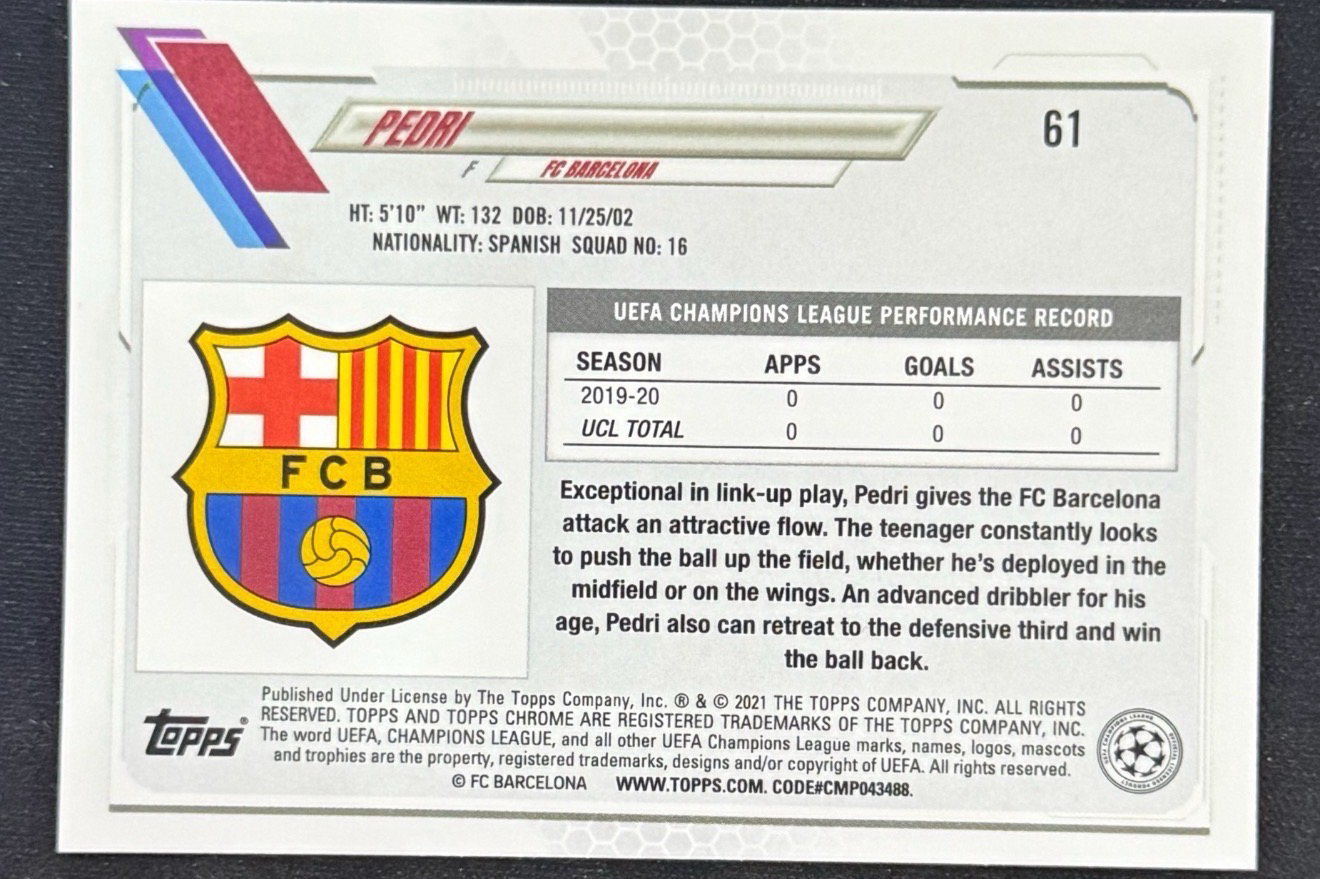 PEDRI
61
F FC BARCELONA
HT: 5'10" WT: 132 DOB: 11/25/02
NATIONALITY: SPANISH SQUAD NO: 16
FCB
UEFA CHAMPIONS LEAGUE PERFORMANCE RECORD
SEASON APPS GOALS ASSISTS
2019-20 0 0 0
UCL TOTAL 0 0 0
Exceptional in link-up play, Pedri gives the FC Barcelona
attack an attractive flow. The teenager constantly looks
to push the ball up the field, whether he's deployed in the
midfield or on the wings. An advanced dribbler for his
age, Pedri also can retreat to the defensive third and win
the ball back.
topps®
Published Under License by The Topps Company, Inc. ® & © 2021 THE TOPPS COMPANY, INC. ALL RIGHTS
RESERVED. TOPPS AND TOPPS CHROME ARE REGISTERED TRADEMARKS OF THE TOPPS COMPANY, INC.
The word UEFA, CHAMPIONS LEAGUE, and all other UEFA Champions League marks, names, logos, mascots
and trophies are the property, registered trademarks, designs and/or copyright of UEFA. All rights reserved.
© FC BARCELONA WWW.TOPPS.COM. CODE#CMP043488.
UEFA CHAMPIONS LEAGUE OFFICIAL LICENSED PRODUCT